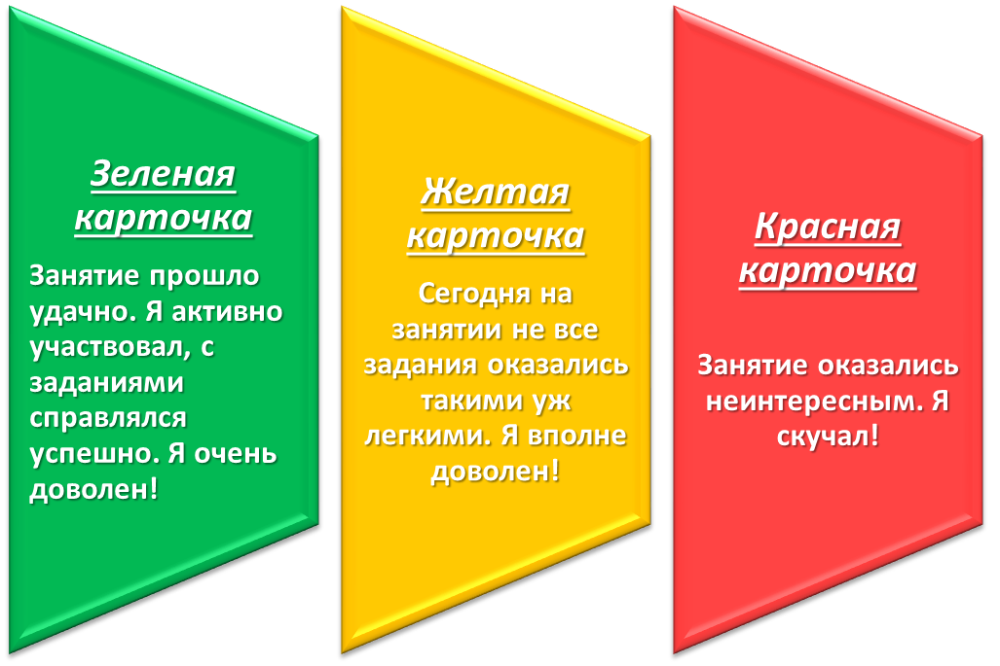 Зеленая
карточка
Занятие прошло
удачно. Я активно
участвовал, с
заданиями
справлялся
успешно. Я очень
доволен!
Желтая
карточка
Сегодня на
занятии не все
задания оказались
такими уж
легкими. Я вполне
доволен!
Красная
карточка
Занятие оказались
неинтересным. Я
скучал!